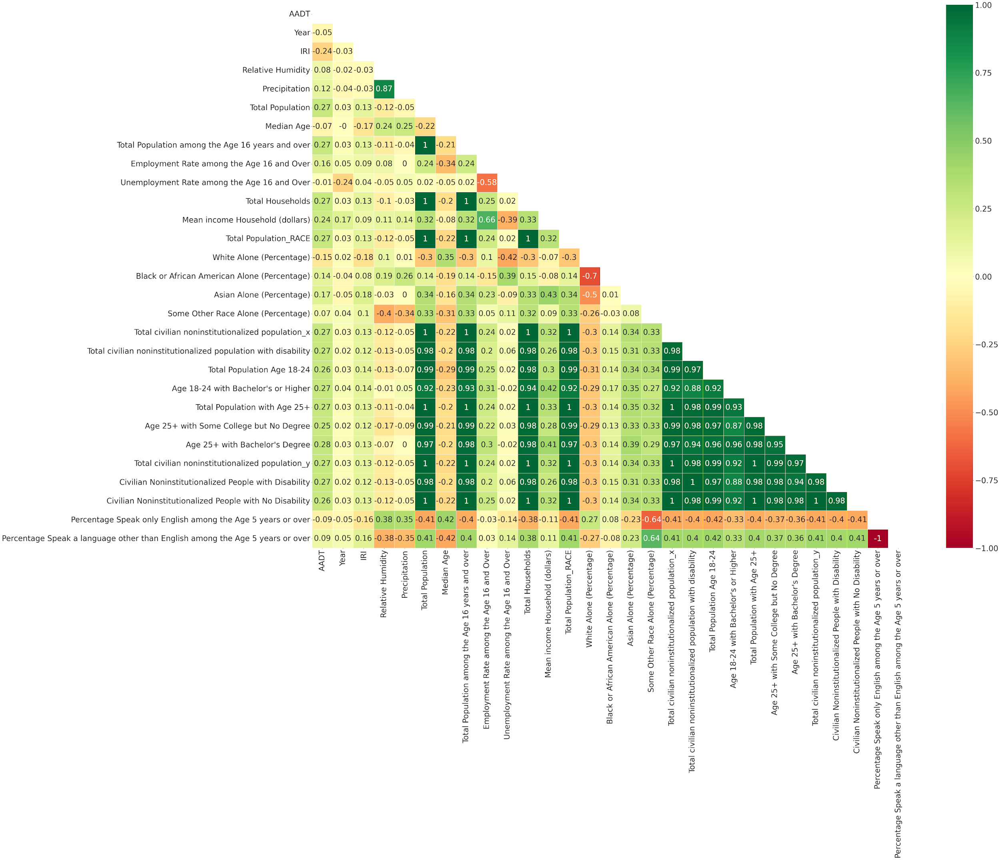 AADT
Year -0.05
IRI -0.24 -0.03
Relative Humidity 0.08 -0.02 -0.03
Precipitation 0.12 -0.04 -0.03 0.87
Total Population 0.27 0.03 0.13 -0.12 -0.05
Median Age -0.07 -0 -0.17 0.24 0.25 -0.22
Total Population among the Age 16 years and over 0.27 0.03 0.13 -0.11 -0.04 1 -0.21
Employment Rate among the Age 16 and Over 0.16 0.05 0.09 0.08 0 0.24 -0.34 0.24
Unemployment Rate among the Age 16 and Over -0.01 -0.24 0.04 -0.05 0.05 0.02 -0.05 0.02 -0.58
Total Households 0.27 0.03 0.13 -0.1 -0.03 1 -0.2 1 0.25 0.02
Mean income Household (dollars) 0.24 0.17 0.09 0.11 0.14 0.32 -0.08 0.32 0.66 -0.39 0.33
Total Population_RACE 0.27 0.03 0.13 -0.12 -0.05 1 -0.22 1 0.24 0.02 1 0.32
White Alone (Percentage) -0.15 0.02 -0.18 0.1 0.01 -0.3 0.35 -0.3 0.1 -0.42 -0.3 -0.07 -0.3
Black or African American Alone (Percentage) 0.14 -0.04 0.08 0.19 0.26 0.14 -0.19 0.14 -0.15 0.39 0.15 -0.08 0.14 -0.7
Asian Alone (Percentage) 0.17 -0.05 0.18 -0.03 0 0.34 -0.16 0.34 0.23 -0.09 0.33 0.43 0.34 -0.5 0.01
Some Other Race Alone (Percentage) 0.07 0.04 0.1 -0.4 -0.34 0.33 -0.31 0.33 0.05 0.11 0.32 0.09 0.33 -0.26 -0.03 0.08
Total civilian noninstitutionalized population_x 0.27 0.03 0.13 -0.12 -0.05 1 -0.22 1 0.24 0.02 1 0.32 1 -0.3 0.14 0.34 0.33
Total civilian noninstitutionalized population with disability 0.27 0.02 0.12 -0.13 -0.05 0.98 -0.2 0.98 0.2 0.06 0.98 0.26 0.98 -0.3 0.15 0.31 0.33 0.98
Total Population Age 18-24 0.26 0.03 0.14 -0.13 -0.07 0.99 -0.29 0.99 0.25 0.02 0.98 0.3 0.99 -0.31 0.14 0.34 0.34 0.99 0.97
Age 18-24 with Bachelor's or Higher 0.27 0.04 0.14 -0.01 0.05 0.92 -0.23 0.93 0.31 -0.02 0.94 0.42 0.92 -0.29 0.17 0.35 0.27 0.92 0.88 0.92
Total Population with Age 25+ 0.27 0.03 0.13 -0.11 -0.04 1 -0.2 1 0.24 0.02 1 0.33 1 -0.3 0.14 0.35 0.32 1 0.98 0.99 0.93
Age 25+ with Some College but No Degree 0.25 0.02 0.12 -0.17 -0.09 0.99 -0.21 0.99 0.22 0.03 0.98 0.28 0.99 -0.29 0.13 0.33 0.33 0.99 0.98 0.97 0.87 0.98
Age 25+ with Bachelor's Degree 0.28 0.03 0.13 -0.07 0 0.97 -0.2 0.98 0.3 -0.02 0.98 0.41 0.97 -0.3 0.14 0.39 0.29 0.97 0.94 0.96 0.96 0.98 0.95
Total civilian noninstitutionalized population_y 0.27 0.03 0.13 -0.12 -0.05 1 -0.22 1 0.24 0.02 1 0.32 1 -0.3 0.14 0.34 0.33 1 0.98 0.99 0.92 1 0.99 0.97
Civilian Noninstitutionalized People with Disability 0.27 0.02 0.12 -0.13 -0.05 0.98 -0.2 0.98 0.2 0.06 0.98 0.26 0.98 -0.3 0.15 0.31 0.33 0.98 1 0.97 0.88 0.98 0.98 0.94 0.98
Civilian Noninstitutionalized People with No Disability 0.26 0.03 0.13 -0.12 -0.05 1 -0.22 1 0.25 0.02 1 0.32 1 -0.3 0.14 0.34 0.33 1 0.98 0.99 0.92 1 0.98 0.98 1 0.98
Percentage Speak only English among the Age 5 years or over -0.09 -0.05 -0.16 0.38 0.35 -0.41 0.42 -0.4 -0.03 -0.14 -0.38 -0.11 -0.41 0.27 0.08 -0.23 -0.64 -0.41 -0.4 -0.42 -0.33 -0.4 -0.37 -0.36 -0.41 -0.4 -0.41
Percentage Speak a language other than English among the Age 5 years or over 0.09 0.05 0.16 -0.38 -0.35 0.41 -0.42 0.4 0.03 0.14 0.38 0.11 0.41 -0.27 -0.08 0.23 0.64 0.41 0.4 0.42 0.33 0.4 0.37 0.36 0.41 0.4 0.41 -1
AADT
Year
IRI
Relative Humidity
Precipitation
Total Population
Median Age
Total Population among the Age 16 years and over
Employment Rate among the Age 16 and Over
Unemployment Rate among the Age 16 and Over
Total Households
Mean income Household (dollars)
Total Population_RACE
White Alone (Percentage)
Black or African American Alone (Percentage)
Asian Alone (Percentage)
Some Other Race Alone (Percentage)
Total civilian noninstitutionalized population_x
Total civilian noninstitutionalized population with disability
Total Population Age 18-24
Age 18-24 with Bachelor's or Higher
Total Population with Age 25+
Age 25+ with Some College but No Degree
Age 25+ with Bachelor's Degree
Total civilian noninstitutionalized population_y
Civilian Noninstitutionalized People with Disability
Civilian Noninstitutionalized People with No Disability
Percentage Speak only English among the Age 5 years or over
Percentage Speak a language other than English among the Age 5 years or over
1.00
0.75
0.50
0.25
0.00
−0.25
−0.50
−0.75
−1.00